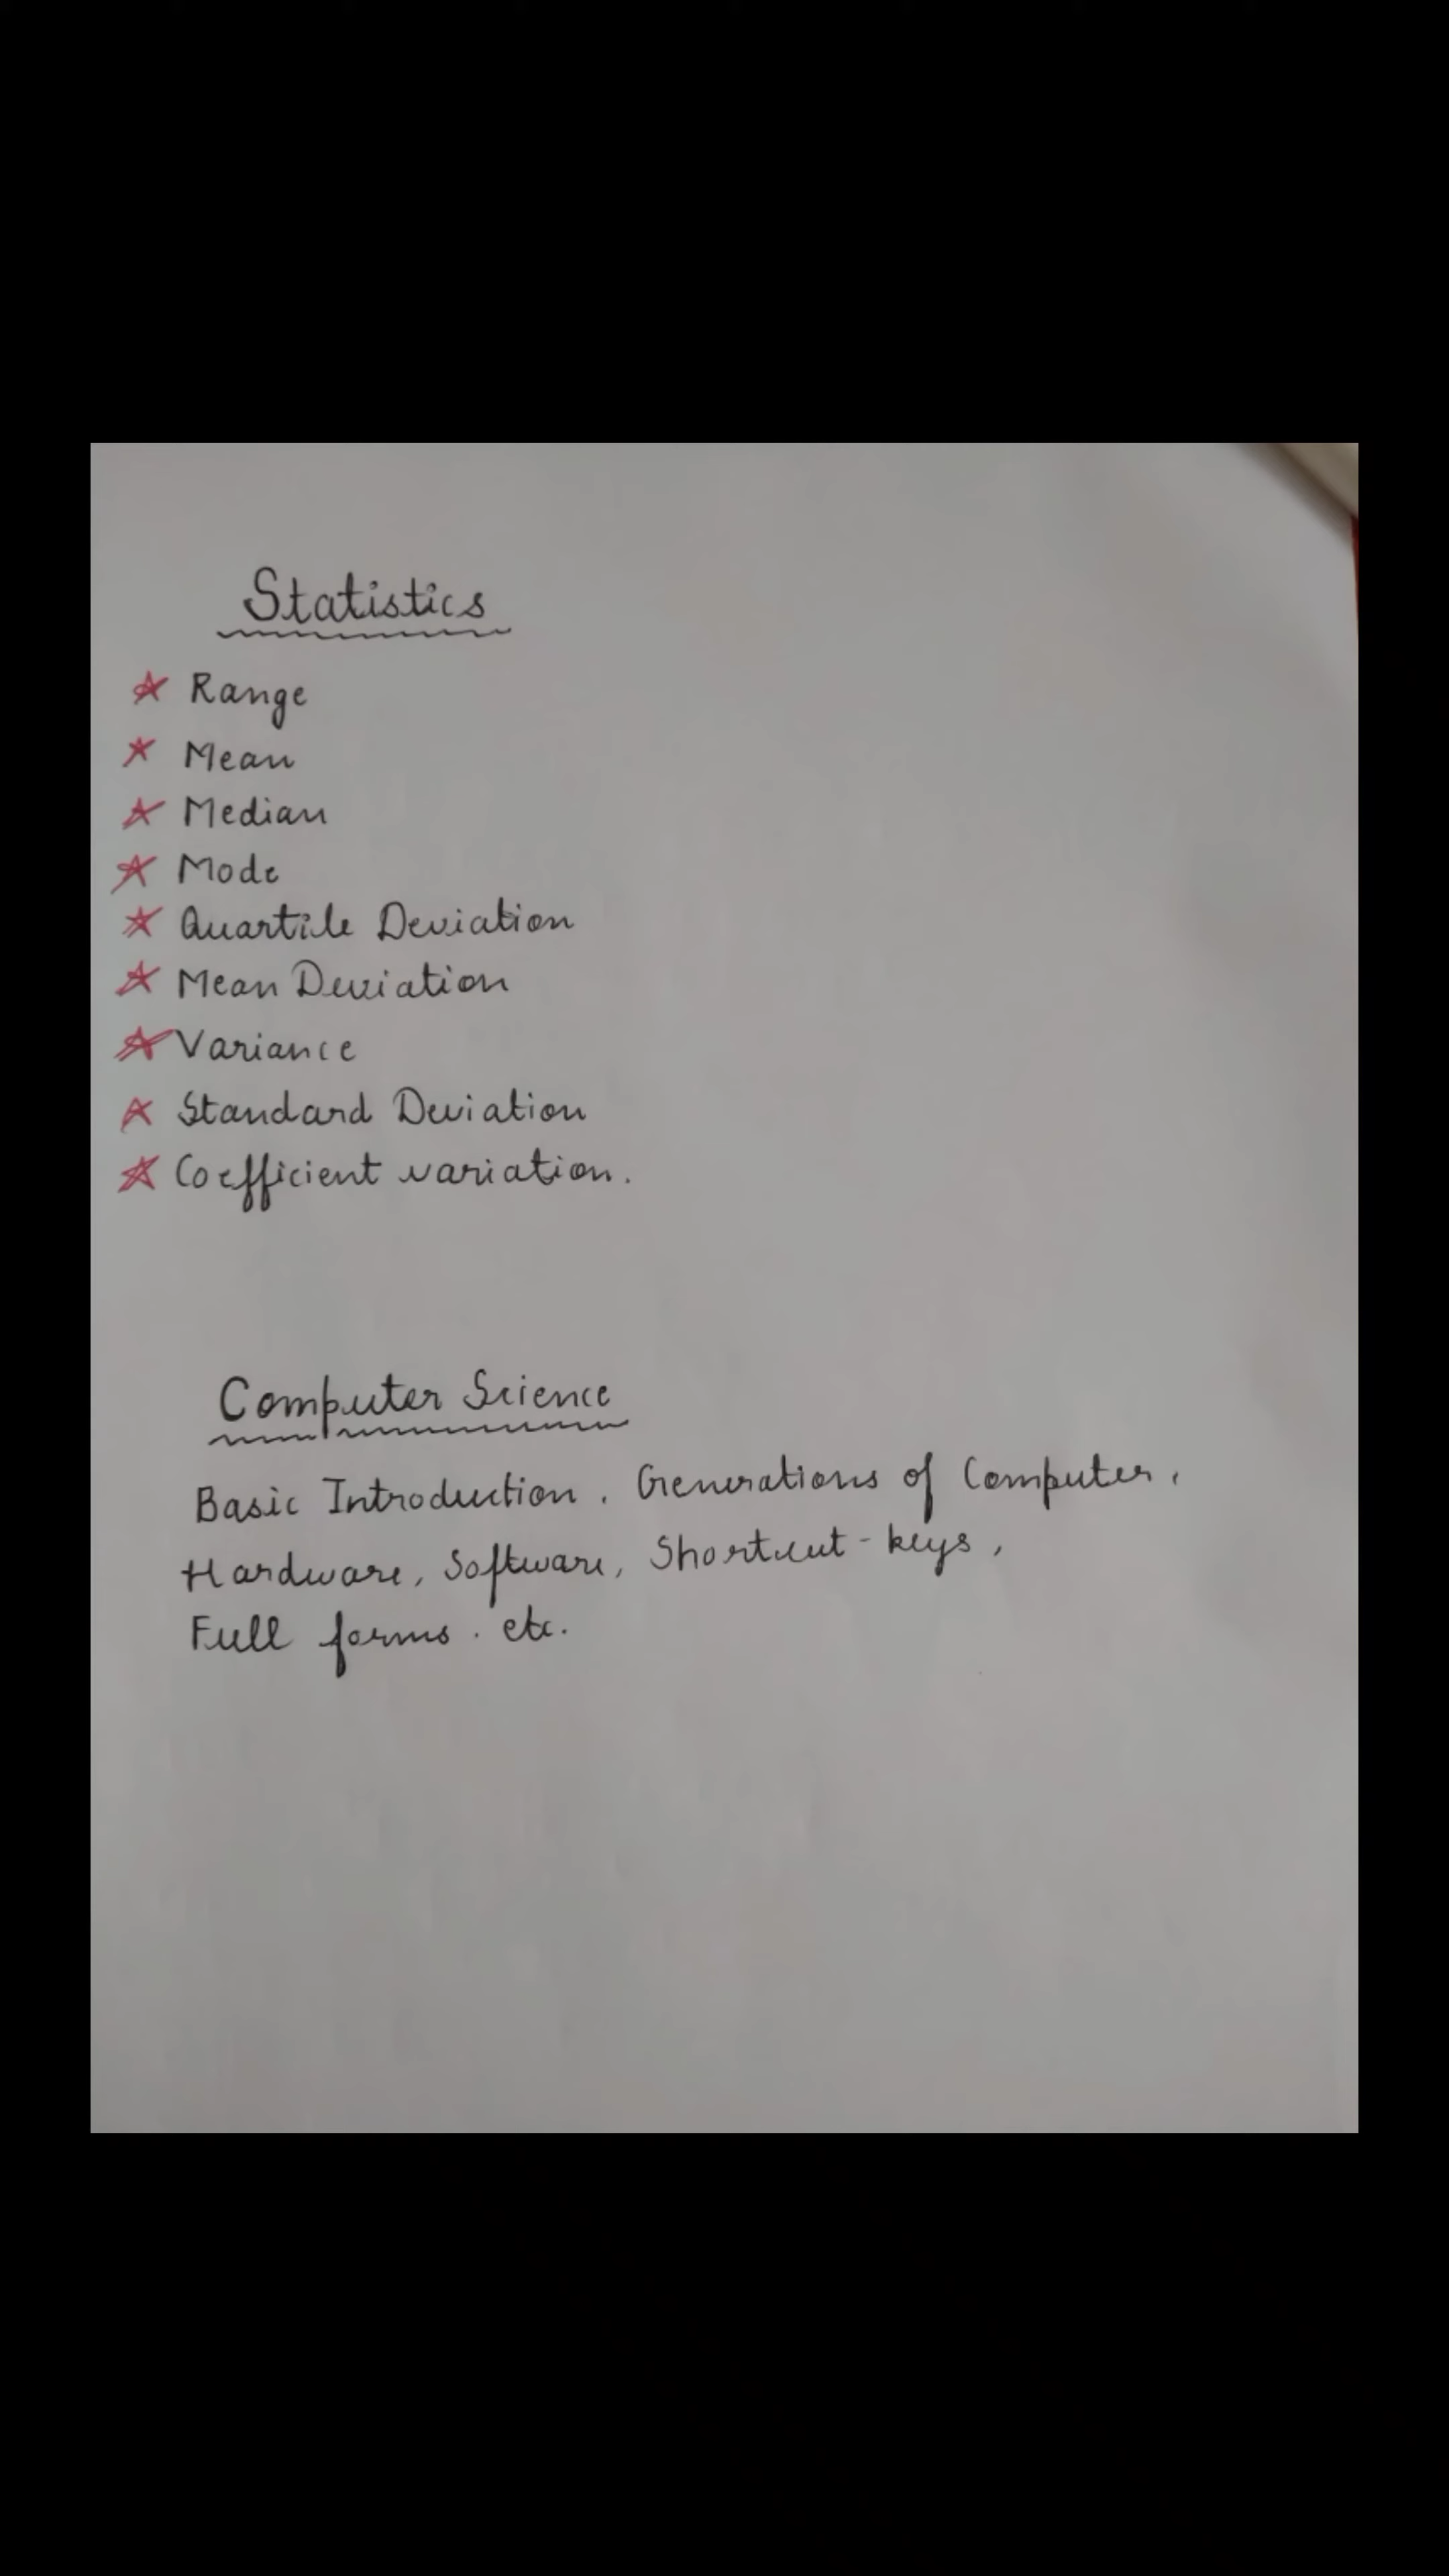 Statistics
Range
Mean
Median
Mode
Quartile Deviation
Mean Deviation
Variance
Standard Deviation
Coefficient variation.
Computer Science
Basic Introduction, Generations of Computer,
Hardware, Software, Shortcut-keys,
Full forms. etc.